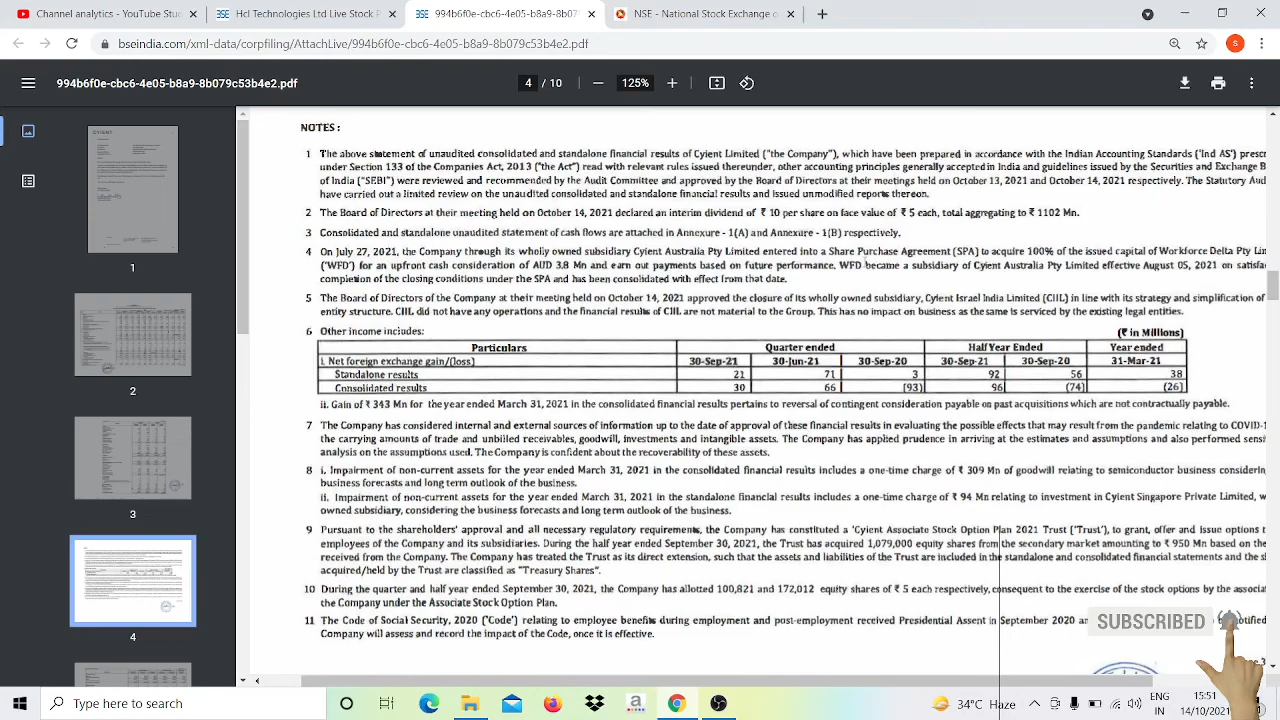 Channel analytics - YouTube Stu
Hcl Technologies Ltd Live Stock P
994b6f0e-cbc6-4e05-b8a9-8b079
NSE - National Stock Exchange o
bseindia.com/xml-data/corpfiling/AttachLive/994b6f0e-cbc6-4e05-b8a9-8b079c53b4e2.pdf
994b6f0e-cbc6-4e05-b8a9-8b079c53b4e2.pdf
4 / 10
125%
S
CYIENT
1
2
3
4
NOTES :
1 The above statement of unaudited consolidated and standalone financial results of Cyient Limited ("the Company"), which have been prepared in accordance with the Indian Accounting Standards ('Ind AS') prescr
under Section 133 of the Companies Act, 2013 ("the Act") read with relevant rules issued thereunder, other accounting principles generally accepted in India and guidelines issued by the Securities and Exchange B
of India ("SEBI") were reviewed and recommended by the Audit Committee and approved by the Board of Directors at their meetings held on October 13, 2021 and October 14, 2021 respectively. The Statutory Aud
have carried out a limited review on the unaudited consolidated and standalone financial results and issued unmodified reports thereon.
2 The Board of Directors at their meeting held on October 14, 2021 declared an interim dividend of ₹ 10 per share on face value of ₹ 5 each, total aggregating to ₹ 1102 Mn.
3 Consolidated and standalone unaudited statement of cash flows are attached in Annexure - 1(A) and Annexure - 1(B) respectively.
4 On July 27, 2021, the Company through its wholly owned subsidiary Cyient Australia Pty Limited entered into a Share Purchase Agreement (SPA) to acquire 100% of the issued capital of Workforce Delta Pty Lim
('WFD') for an upfront cash consideration of AUD 3.8 Mn and earn out payments based on future performance. WFD became a subsidiary of Cyient Australia Pty Limited effective August 05, 2021 on satisfa
completion of the closing conditions under the SPA and has been consolidated with effect from that date.
5 The Board of Directors of the Company at their meeting held on October 14, 2021 approved the closure of its wholly owned subsidiary, Cyient Israel India Limited (CIIL) in line with its strategy and simplification of
entity structure. CIIL did not have any operations and the financial results of CIIL are not material to the Group. This has no impact on business as the same is serviced by the existing legal entities.
6 Other income includes:
(₹ in Millions)
Particulars Quarter ended Half Year Ended Year ended
i. Net foreign exchange gain/(loss) 30-Sep-21 30-Jun-21 30-Sep-20 30-Sep-21 30-Sep-20 31-Mar-21
Standalone results 21 71 3 92 56 38
Consolidated results 30 66 (93) 96 (74) (26)
ii. Gain of ₹ 343 Mn for the year ended March 31, 2021 in the consolidated financial results pertains to reversal of contingent consideration payable on past acquisitions which are not contractually payable.
7 The Company has considered internal and external sources of information up to the date of approval of these financial results in evaluating the possible effects that may result from the pandemic relating to COVID-1
the carrying amounts of trade and unbilled receivables, goodwill, investments and intangible assets. The Company has applied prudence in arriving at the estimates and assumptions and also performed sensi
analysis on the assumptions used. The Company is confident about the recoverability of these assets.
8 i. Impairment of non-current assets for the year ended March 31, 2021 in the consolidated financial results includes a one-time charge of ₹ 309 Mn of goodwill relating to semiconductor business considerin
business forecasts and long term outlook of the business.
ii. Impairment of non-current assets for the year ended March 31, 2021 in the standalone financial results includes a one-time charge of ₹ 94 Mn relating to investment in Cyient Singapore Private Limited, w
owned subsidiary, considering the business forecasts and long term outlook of the business.
9 Pursuant to the shareholders' approval and all necessary regulatory requirements, the Company has constituted a 'Cyient Associate Stock Option Plan 2021 Trust ('Trust'), to grant, offer and issue options t
employees of the Company and its subsidiaries. During the half year ended September 30, 2021, the Trust has acquired 1,079,000 equity shares from the secondary market amounting to ₹ 950 Mn based on the
received from the Company. The Company has treated the Trust as its direct extension, such that the assets and liabilities of the Trust are included in the standalone and consolidated financial statements and the s
acquired/held by the Trust are classified as "Treasury Shares".
10 During the quarter and half year ended September 30, 2021, the Company has allotted 100,821 and 172,012 equity shares of ₹ 5 each respectively, consequent to the exercise of the stock options by the associa
the Company under the Associate Stock Option Plan.
11 The Code of Social Security, 2020 ('Code') relating to employee benefits during employment and post-employment received Presidential Assent in September 2020 an
Company will assess and record the impact of the Code, once it is effective.
SUBSCRIBED
Type here to search
34°C Haze
ENG
IN
15:51
14/10/2021